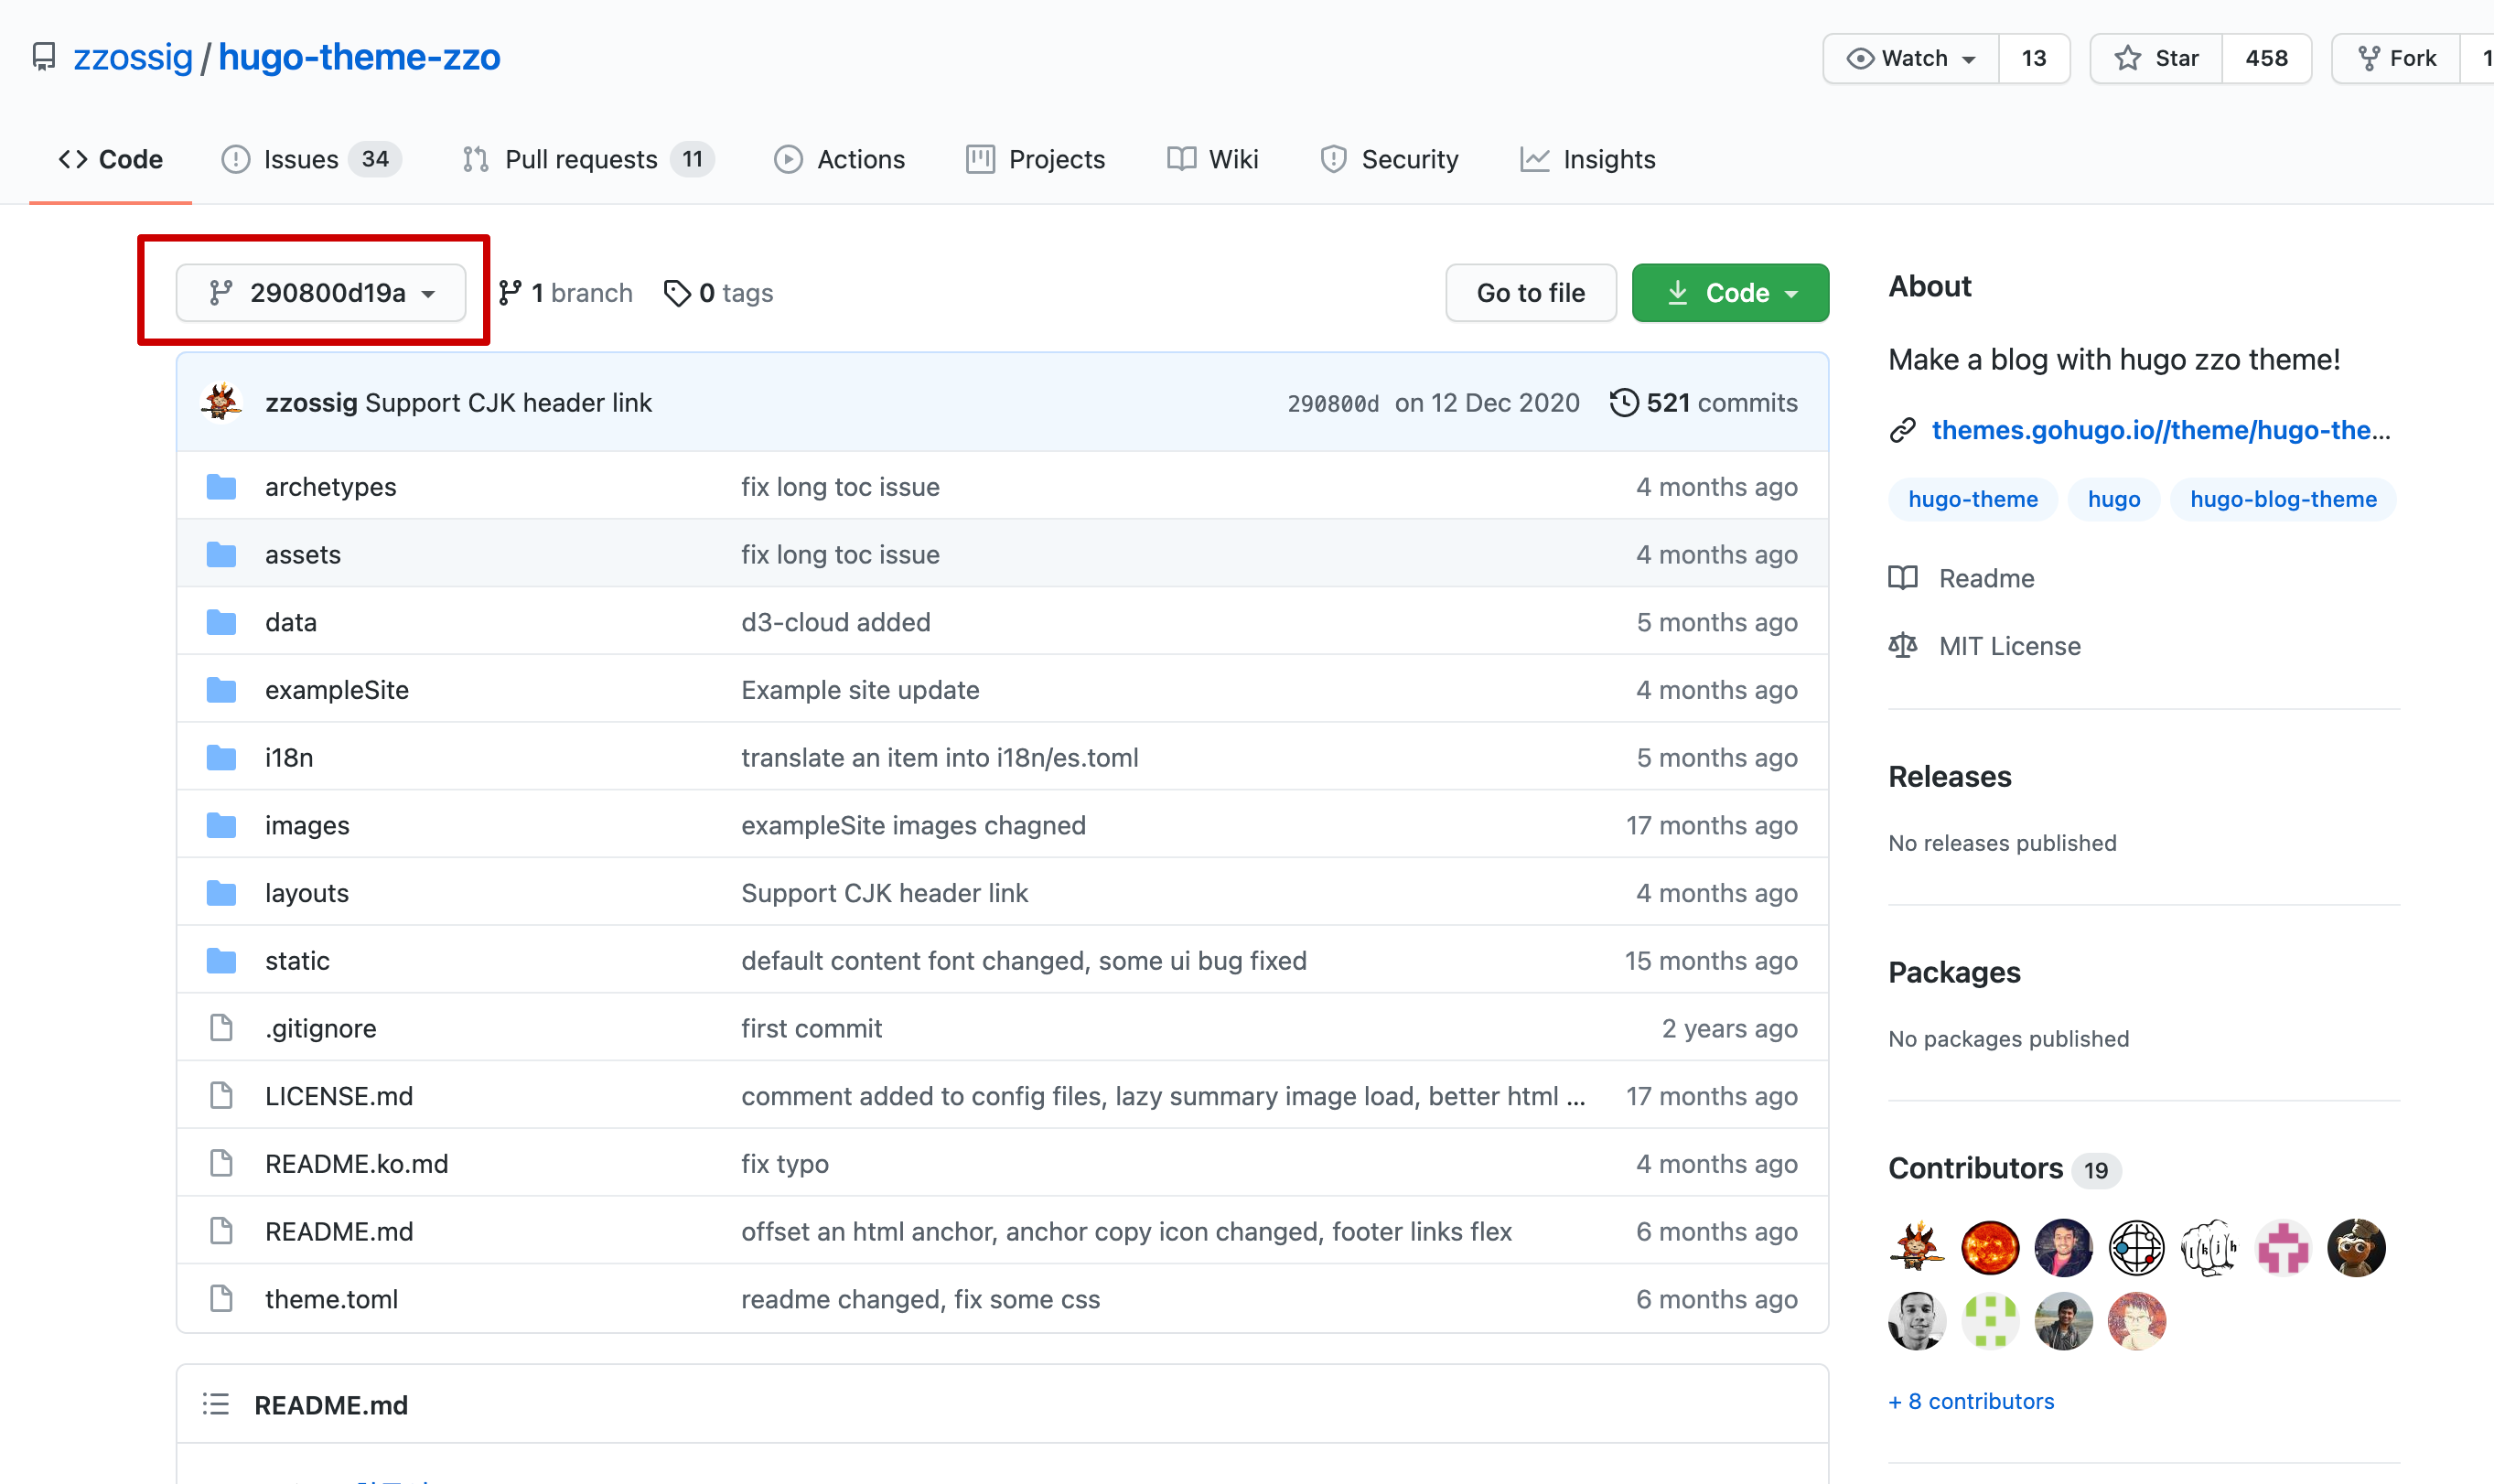 zzossig / hugo-theme-zzo
Watch 13
Star 458
Fork 1
Code
Issues 34
Pull requests 11
Actions
Projects
Wiki
Security
Insights
290800d19a
1 branch
0 tags
Go to file
Code
zzossig Support CJK header link 290800d on 12 Dec 2020 521 commits
archetypes fix long toc issue 4 months ago
assets fix long toc issue 4 months ago
data d3-cloud added 5 months ago
exampleSite Example site update 4 months ago
i18n translate an item into i18n/es.toml 5 months ago
images exampleSite images chagned 17 months ago
layouts Support CJK header link 4 months ago
static default content font changed, some ui bug fixed 15 months ago
.gitignore first commit 2 years ago
LICENSE.md comment added to config files, lazy summary image load, better html ... 17 months ago
README.ko.md fix typo 4 months ago
README.md offset an html anchor, anchor copy icon changed, footer links flex 6 months ago
theme.toml readme changed, fix some css 6 months ago
README.md
About
Make a blog with hugo zzo theme!
themes.gohugo.io//theme/hugo-the...
hugo-theme hugo hugo-blog-theme
Readme
MIT License
Releases
No releases published
Packages
No packages published
Contributors 19
+ 8 contributors